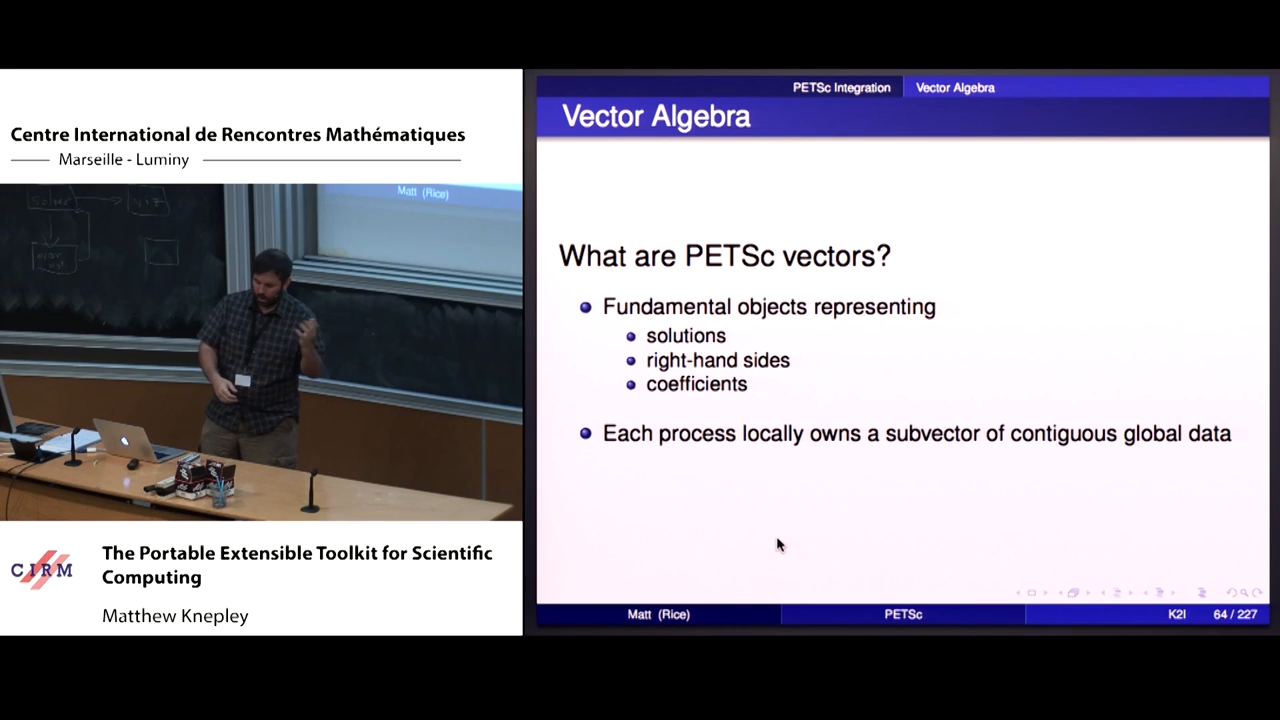 Centre International de Rencontres Mathématiques
Marseille - Luminy
Matt (Rice)
CIRM
The Portable Extensible Toolkit for Scientific
Computing
Matthew Knepley
PETSc Integration
Vector Algebra
Vector Algebra
What are PETSc vectors?
Fundamental objects representing
solutions
right-hand sides
coefficients
Each process locally owns a subvector of contiguous global data
Matt (Rice)
PETSc
K2I
64 / 227